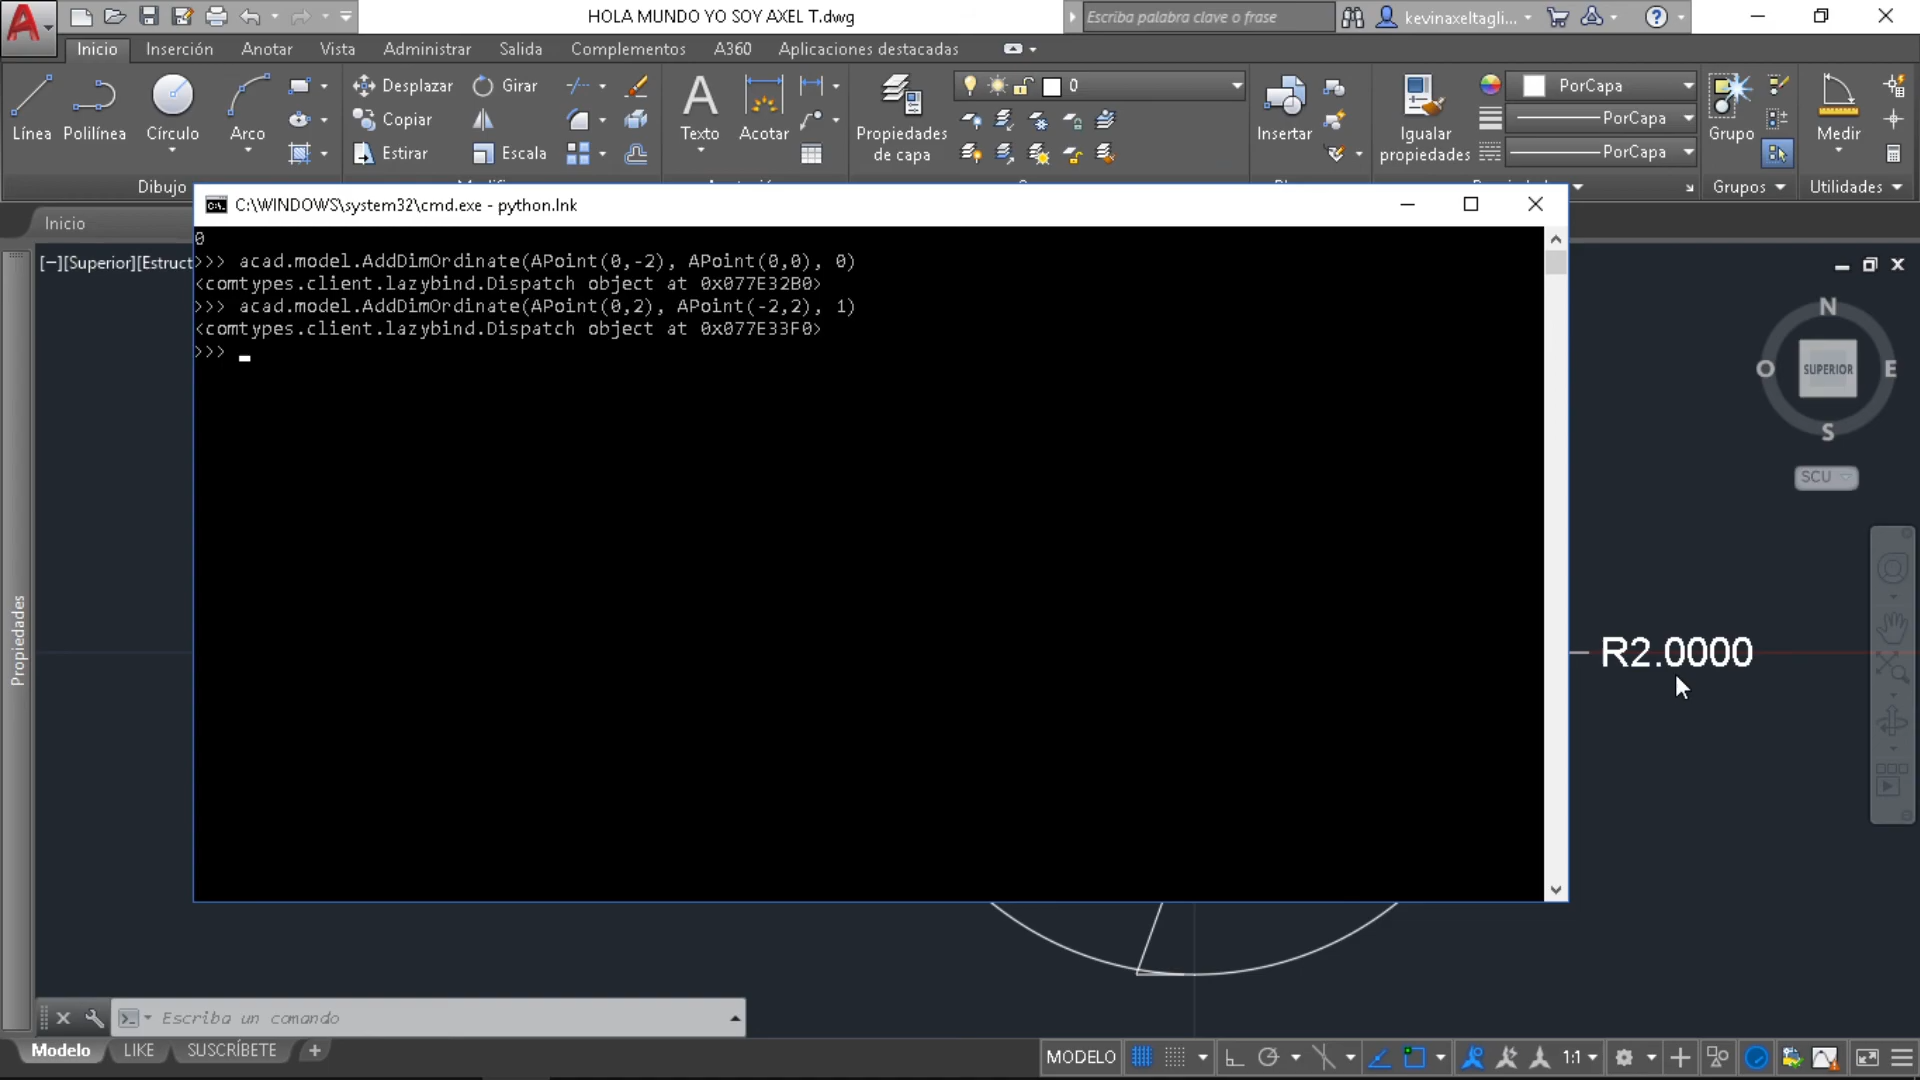 HOLA MUNDO YO SOY AXEL T.dwg
Escriba palabra clave o frase
kevinaxeltagli...
Inicio Inserción Anotar Vista Administrar Salida Complementos A360 Aplicaciones destacadas
Línea Polilínea Círculo Arco
Desplazar Girar
Copiar
Estirar Escala
Texto Acotar
Propiedades
de capa
0
Insertar
Igualar
propiedades
PorCapa
PorCapa
PorCapa
Grupo
Medir
Dibujo
Grupos
Utilidades
Inicio
[−][Superior][Estruct
C:\WINDOWS\system32\cmd.exe - python.lnk
0
>>> acad.model.AddDimOrdinate(APoint(0,-2), APoint(0,0), 0)
<comtypes.client.lazybind.Dispatch object at 0x077E32B0>
>>> acad.model.AddDimOrdinate(APoint(0,2), APoint(-2,2), 1)
<comtypes.client.lazybind.Dispatch object at 0x077E33F0>
>>> _
N
O SUPERIOR E
S
SCU
R2.0000
Propiedades
Escriba un comando
Modelo LIKE SUSCRÍBETE +
MODELO
1:1